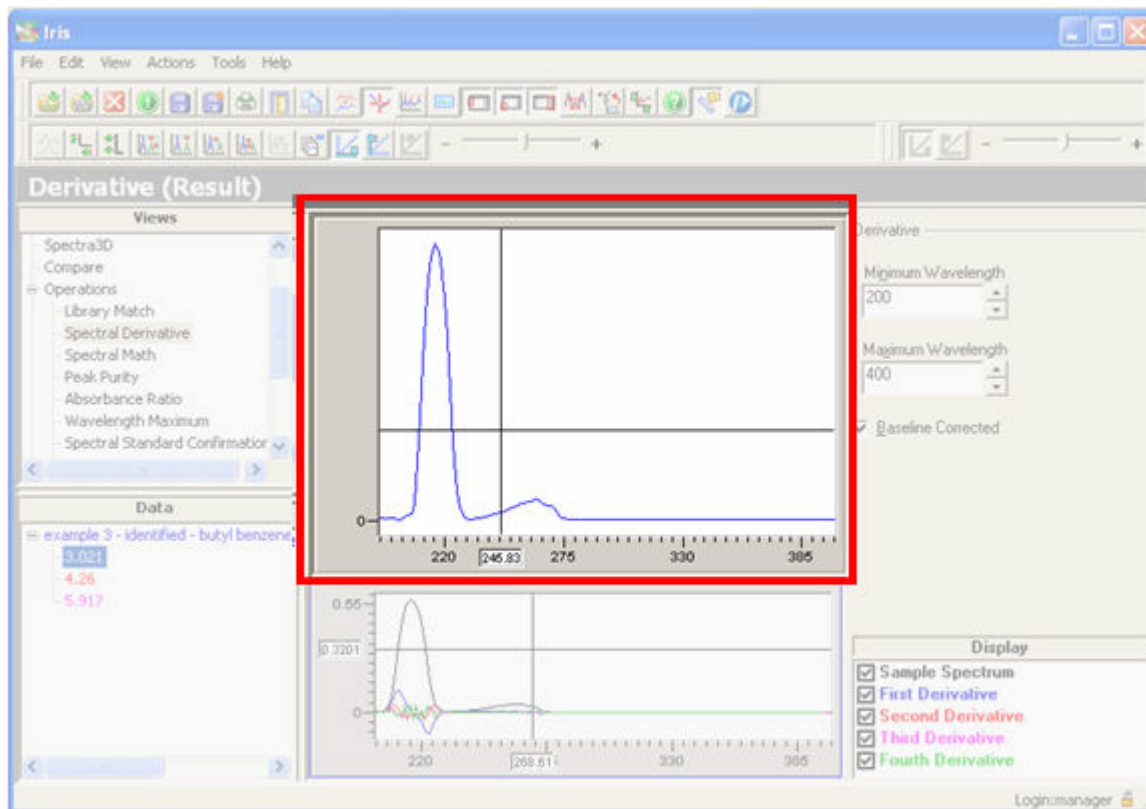 Iris
File Edit View Actions Tools Help
- +
- +
Derivative (Result)
Views
Spectra3D
Compare
Operations
Library Match
Spectral Derivative
Spectral Math
Peak Purity
Absorbance Ratio
Wavelength Maximum
Spectral Standard Confirmation
Data
example 3 - identified - butyl benzene
3.021
4.26
5.917
0
220 246.83 275 330 385
0.55
0.3201
0
220 268.61 330 385
Derivative
Minimum Wavelength
200
Maximum Wavelength
400
Baseline Corrected
Display
Sample Spectrum
First Derivative
Second Derivative
Third Derivative
Fourth Derivative
Login:manager